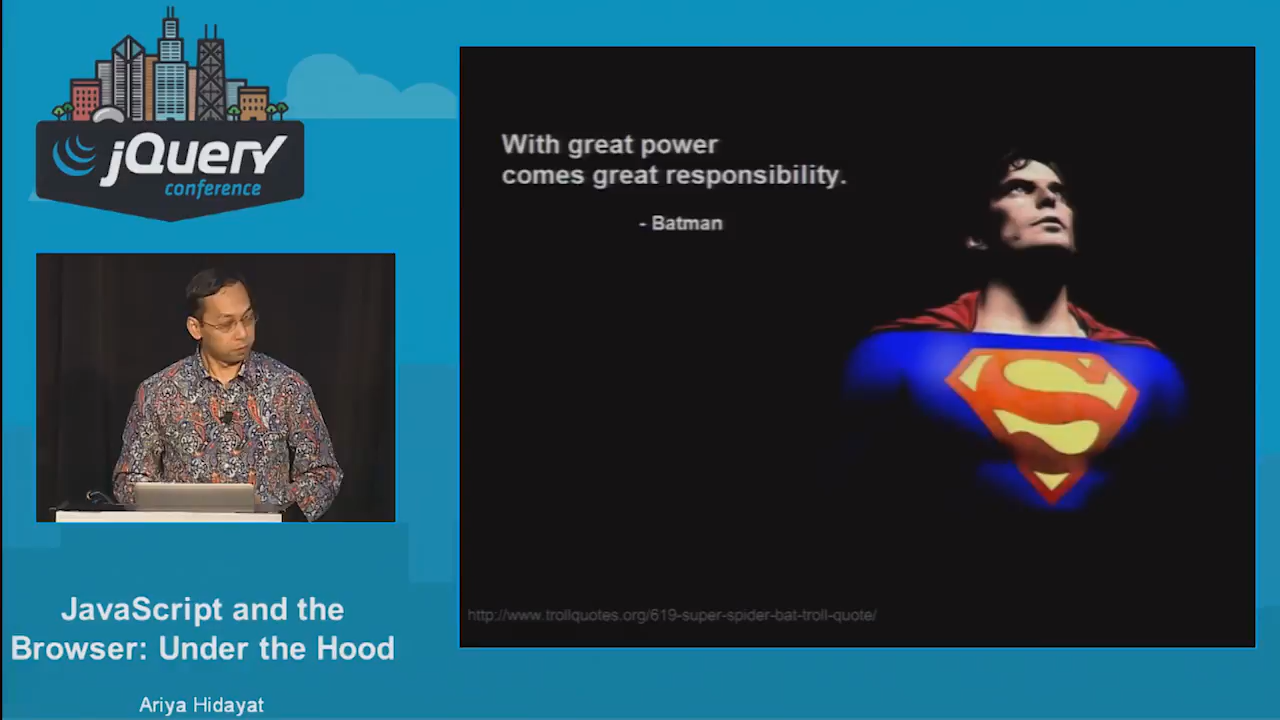 jQuery
conference
With great power
comes great responsibility.
- Batman
S
http://www.trollquotes.org/619-super-spider-bat-troll-quote/
JavaScript and the
Browser: Under the Hood
Ariya Hidayat